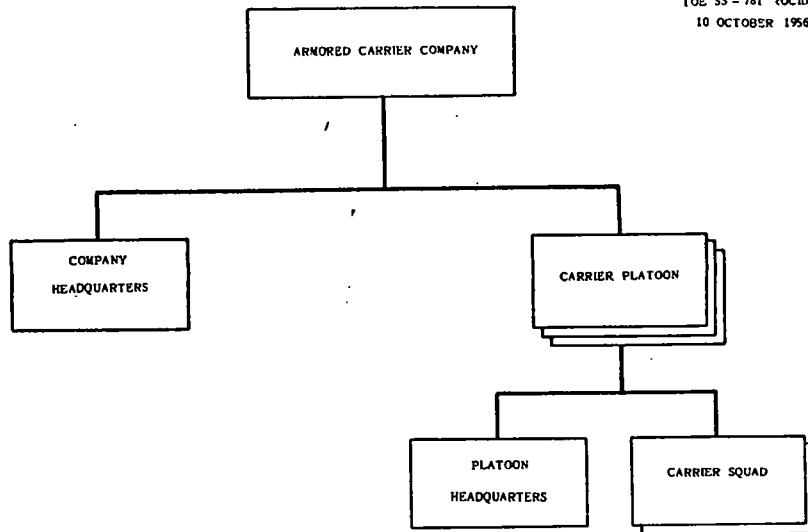 10 OCTOBER 1956
ARMORED CARRIER COMPANY
COMPANY
HEADQUARTERS
CARRIER PLATOON
PLATOON
HEADQUARTERS
CARRIER SQUAD